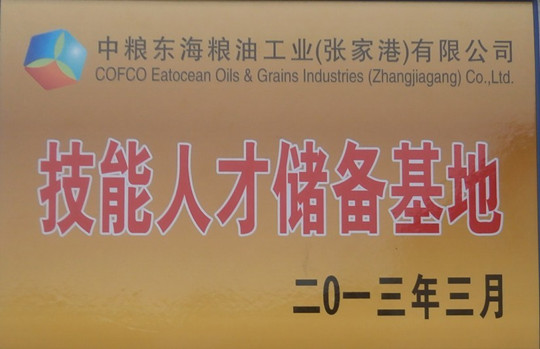 中粮东海粮油工业(张家港)有限公司
COFCO Eatocean Oils & Grains Industries (Zhangjiagang) Co.,Ltd.
技能人才储备基地
二0一三年三月